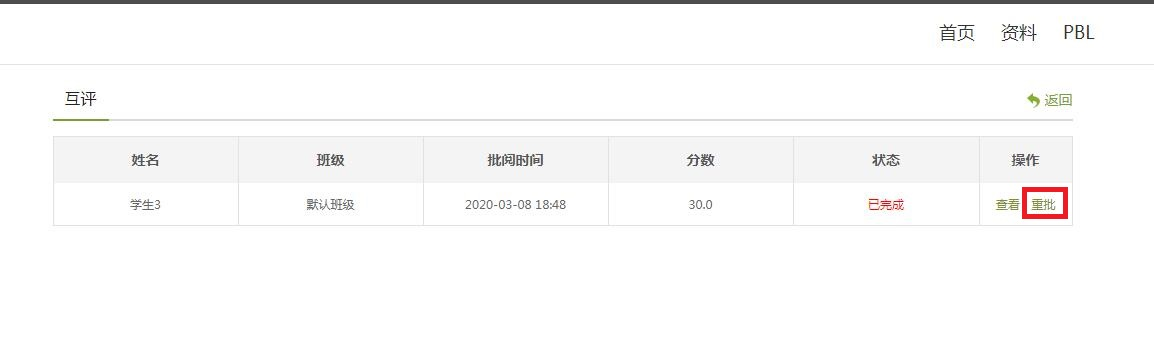 首页 资料 PBL
互评 返回
姓名 班级 批阅时间 分数 状态 操作
学生3 默认班级 2020-03-08 18:48 30.0 已完成 查看 重批